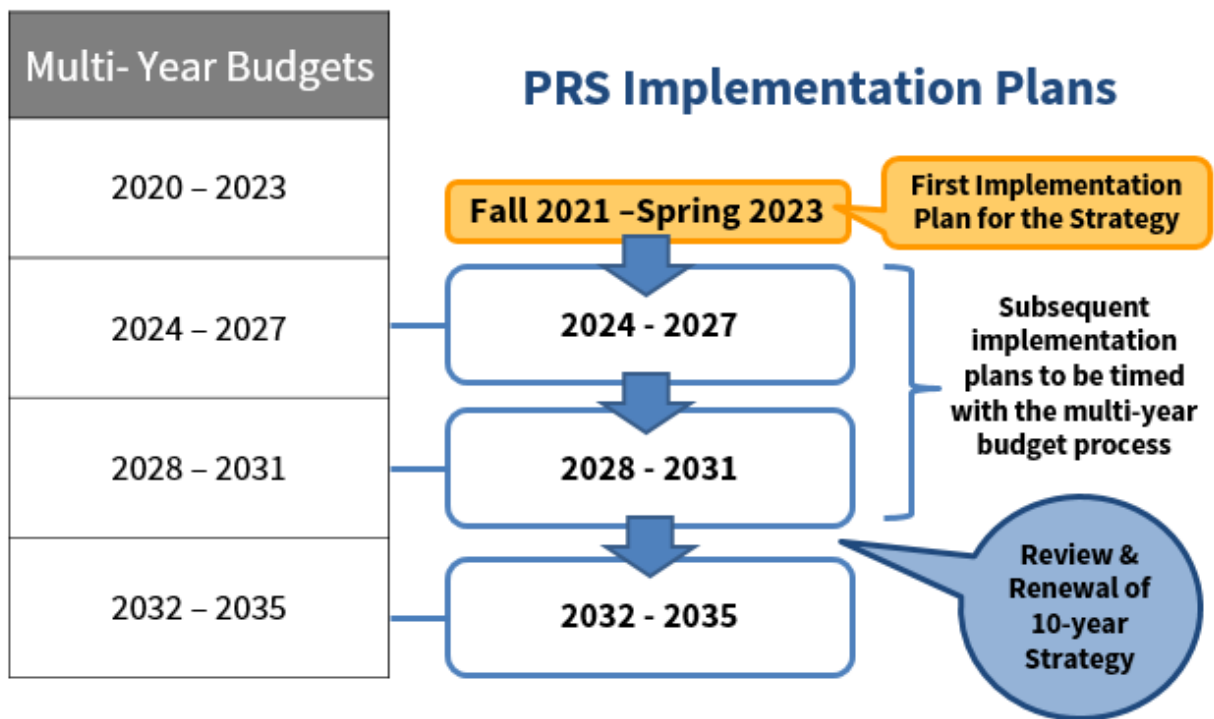 Multi- Year Budgets
2020 – 2023
2024 – 2027
2028 – 2031
2032 – 2035
PRS Implementation Plans
Fall 2021 –Spring 2023
First Implementation
Plan for the Strategy
2024 - 2027
2028 - 2031
2032 - 2035
Subsequent
implementation
plans to be timed
with the multi-year
budget process
Review &
Renewal of
10-year
Strategy